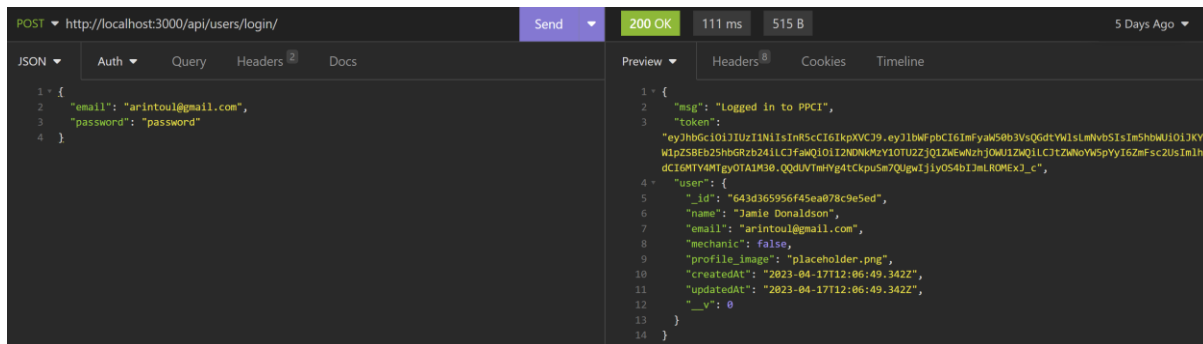 POST http://localhost:3000/api/users/login/ Send 200 OK 111 ms 515 B 5 Days Ago
JSON Auth Query Headers 2 Docs Preview Headers 8 Cookies Timeline
1 {
2 "email": "arintoul@gmail.com",
3 "password": "password"
4 }
1 {
2 "msg": "Logged in to PPCI",
3 "token":
4 "user": {
5 "_id": "643d365956f45ea078c9e5ed",
6 "name": "Jamie Donaldson",
7 "email": "arintoul@gmail.com",
8 "mechanic": false,
9 "profile_image": "placeholder.png",
10 "createdAt": "2023-04-17T12:06:49.342Z",
11 "updatedAt": "2023-04-17T12:06:49.342Z",
12 "__v": 0
13 }
14 }